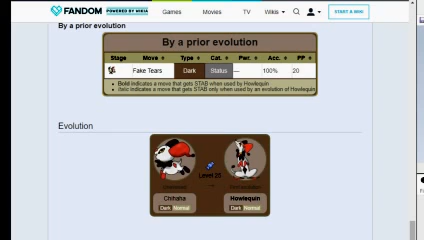 FANDOM POWERED BY WIKIA Games Movies TV Wikis START A WIKI
By a prior evolution
By a prior evolution
Stage Move Type Cat. Pwr. Acc. PP
Fake Tears Dark Status — 100% 20
• Bold indicates a move that gets STAB when used by Howlequin
• Italic indicates a move that gets STAB only when used by an evolution of Howlequin
Evolution
Level 25
Chihaha Howlequin
Dark Normal Dark Normal